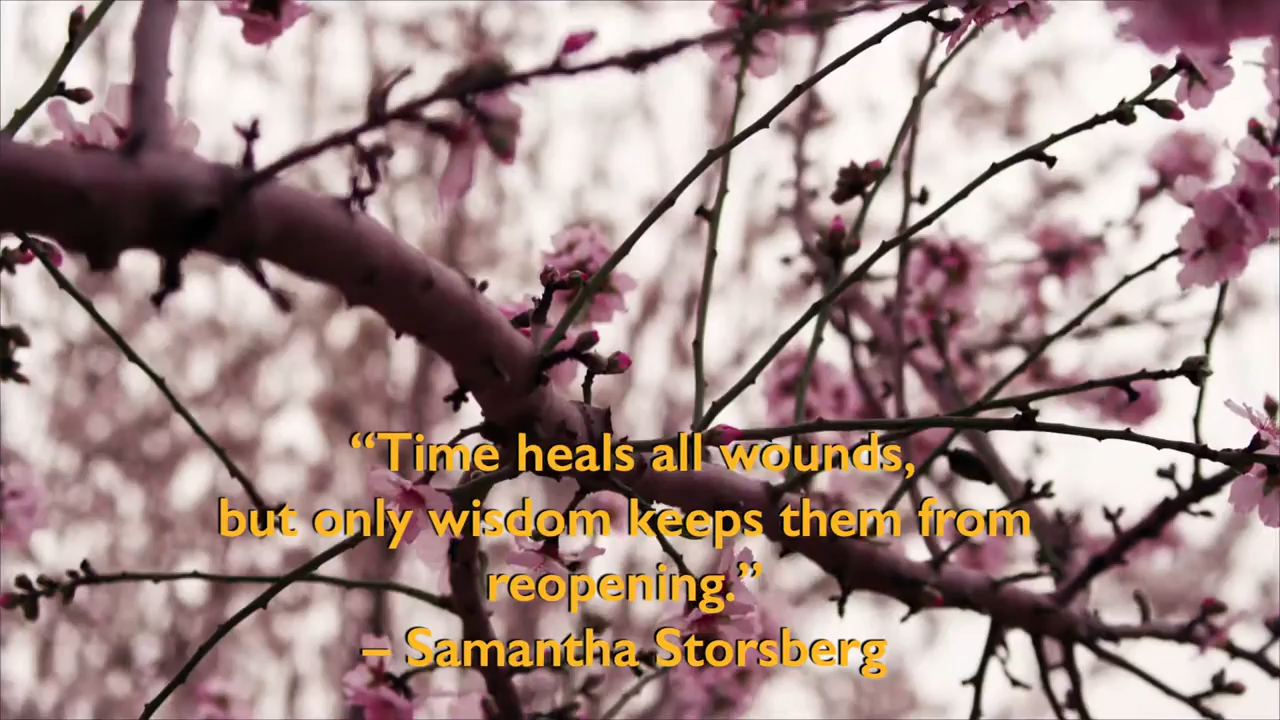 “Time heals all wounds,
but only wisdom keeps them from
reopening.”
– Samantha Storsberg